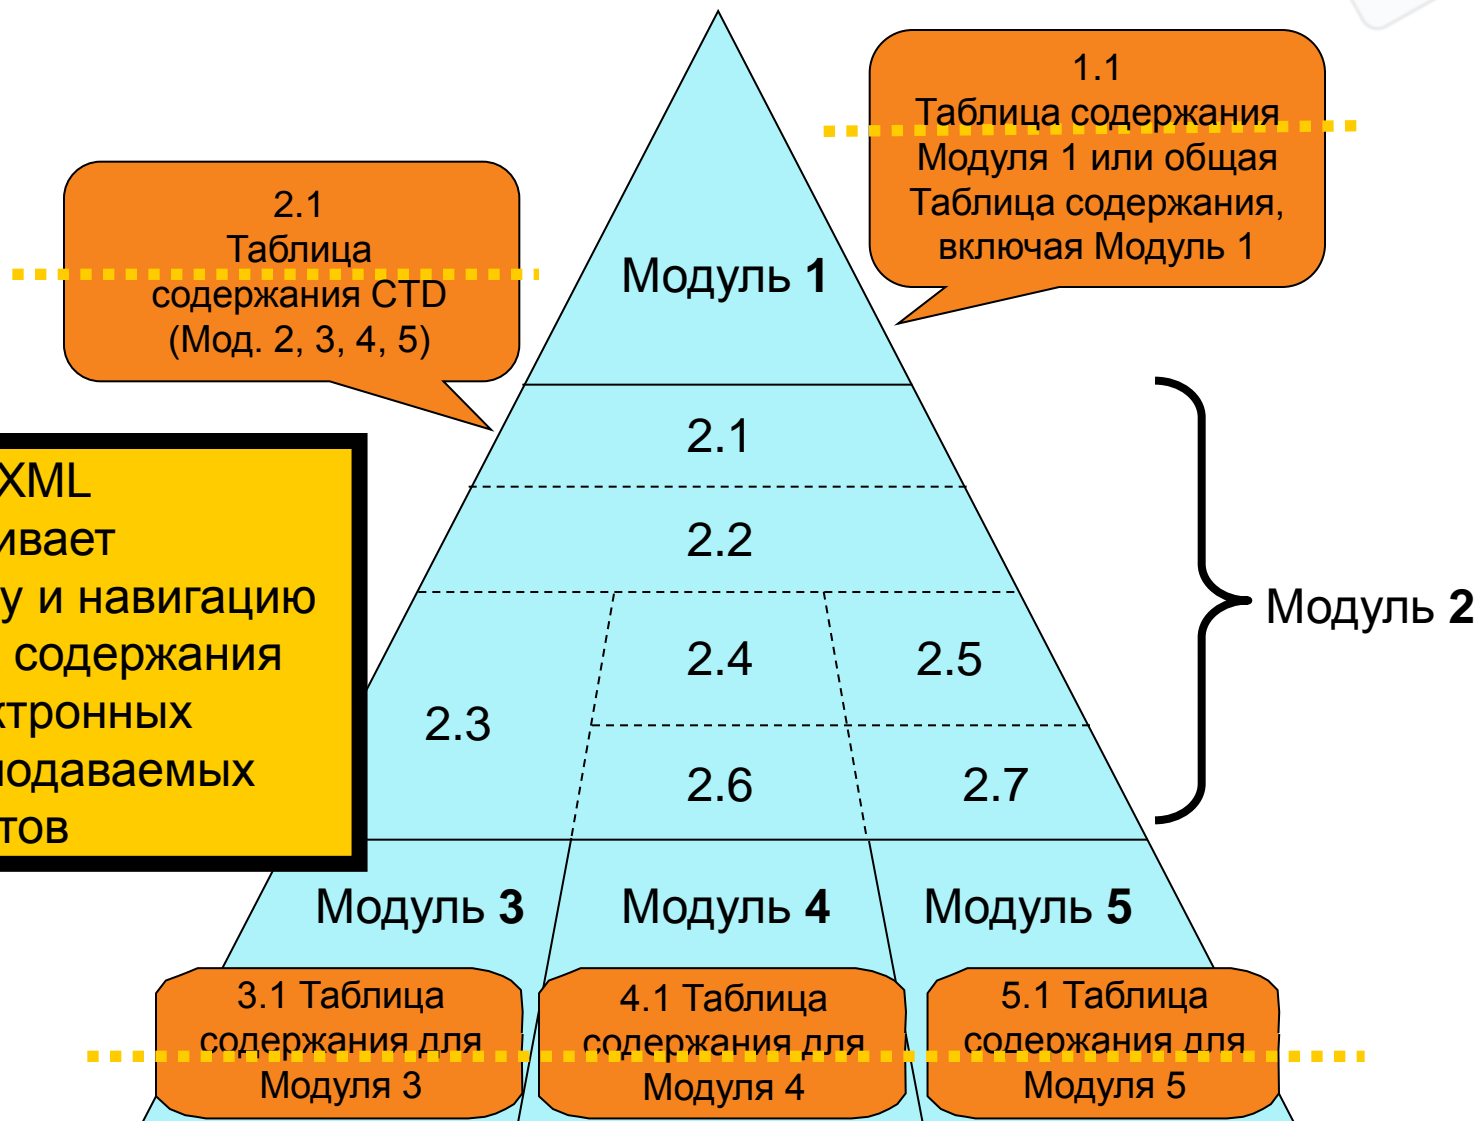 1.1
Таблица содержания
Модуля 1 или общая
Таблица содержания,
включая Модуль 1
2.1
Таблица
содержания CTD
(Мод. 2, 3, 4, 5)
Модуль 1
2.1
2.2
2.3
2.4
2.5
2.6
2.7
Модуль 2
XML
ивает
у и навигацию
содержания
ктронных
подаваемых
тов
Модуль 3
Модуль 4
Модуль 5
3.1 Таблица
содержания для
Модуля 3
4.1 Таблица
содержания для
Модуля 4
5.1 Таблица
содержания для
Модуля 5